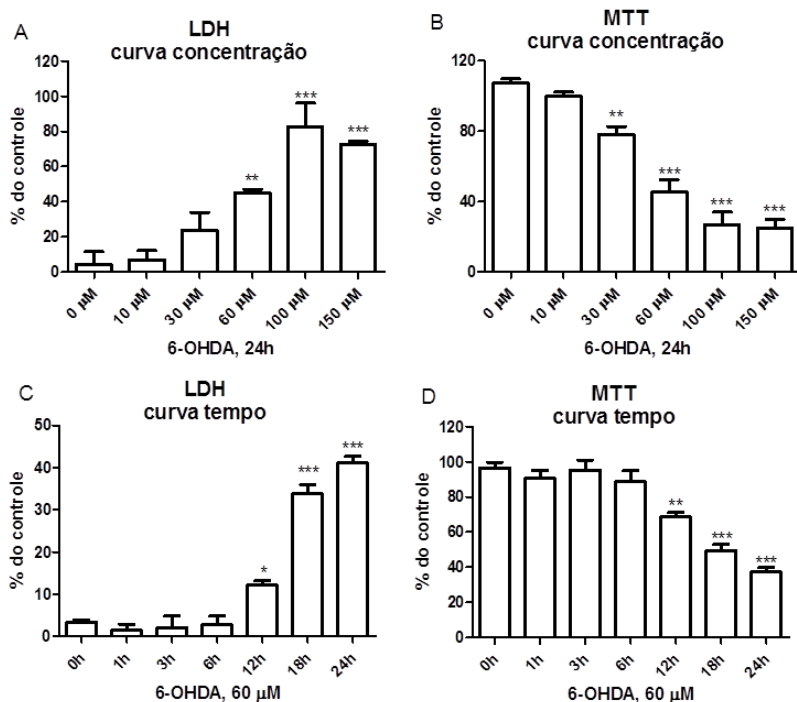 A
LDH
curva concentração
% do controle
120
100
80
60
40
20
0
**
***
***
0 µM
10 µM
30 µM
60 µM
100 µM
150 µM
6-OHDA, 24h
B
MTT
curva concentração
% do controle
120
80
40
0
**
***
***
***
0 µM
10 µM
30 µM
60 µM
100 µM
150 µM
6-OHDA, 24h
C
LDH
curva tempo
% do controle
50
40
30
20
10
0
*
***
***
0h
1h
3h
6h
12h
18h
24h
6-OHDA, 60 µM
D
MTT
curva tempo
% do controle
120
100
80
60
40
20
0
**
***
***
0h
1h
3h
6h
12h
18h
24h
6-OHDA, 60 µM